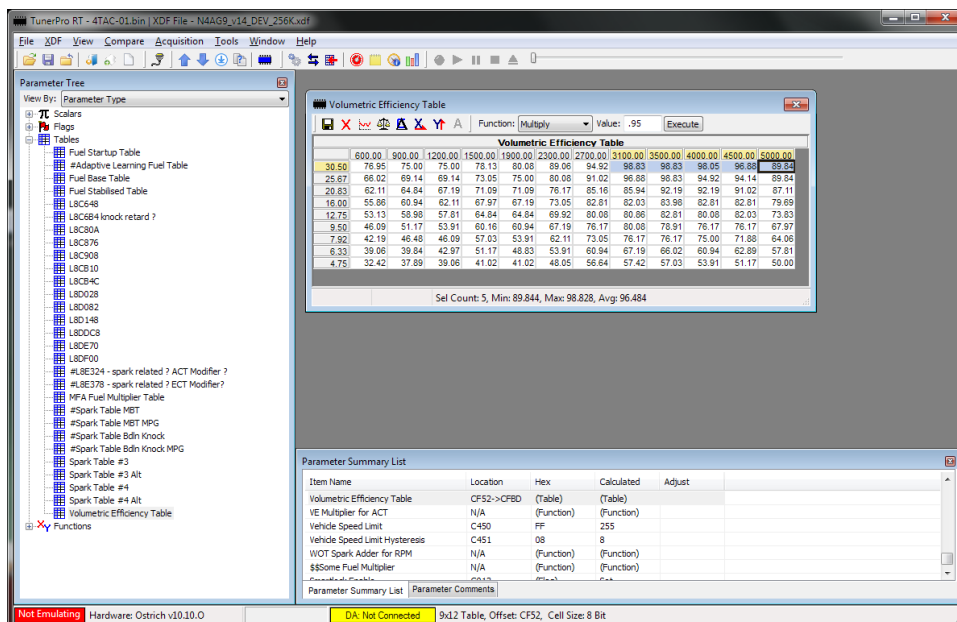 TunerPro RT - 4TAC-01.bin | XDF File - N4AG9_v14_DEV_256K.xdf
File XDF View Compare Acquisition Tools Window Help
Parameter Tree
View By: Parameter Type
Scalars
Flags
Tables
Fuel Startup Table
#Adaptive Learning Fuel Table
Fuel Base Table
Fuel Stabilised Table
L8C648
L8C6B4 knock retard ?
L8C80A
L8C876
L8C908
L8CB10
L8CB4C
L8D028
L8D082
L8D148
L8DDC8
L8DE70
L8DF00
#L8E324 - spark related ? ACT Modifier ?
#L8E378 - spark related ? ECT Modifier?
MFA Fuel Multiplier Table
#Spark Table MBT
#Spark Table MBT MPG
#Spark Table Bdln Knock
#Spark Table Bdln Knock MPG
Spark Table #3
Spark Table #3 Alt
Spark Table #4
Spark Table #4 Alt
Volumetric Efficiency Table
Functions
Volumetric Efficiency Table
Function: Multiply Value: .95 Execute
Volumetric Efficiency Table
600.00 900.00 1200.00 1500.00 1900.00 2300.00 2700.00 3100.00 3500.00 4000.00 4500.00 5000.00
30.50 76.95 75.00 75.00 78.13 80.08 89.06 94.92 98.83 98.83 98.05 96.88 89.84
25.67 66.02 69.14 69.14 73.05 75.00 80.08 91.02 96.88 98.83 94.92 94.14 89.84
20.83 62.11 64.84 67.19 71.09 71.09 76.17 85.16 85.94 92.19 92.19 91.02 87.11
16.00 55.86 60.94 62.11 67.97 67.19 73.05 82.81 82.03 83.98 82.81 82.81 79.69
12.75 53.13 58.98 57.81 64.84 64.84 69.92 80.08 80.86 82.81 80.08 82.03 73.83
9.50 46.09 51.17 53.91 60.16 60.94 67.19 76.17 80.08 78.91 76.17 76.17 67.97
7.92 42.19 46.48 46.09 57.03 53.91 62.11 73.05 76.17 76.17 75.00 71.88 64.06
6.33 39.06 39.84 42.97 51.17 48.83 53.91 60.94 67.19 66.02 60.94 62.89 57.81
4.75 32.42 37.89 39.06 41.02 41.02 48.05 56.64 57.42 57.03 53.91 51.17 50.00
Sel Count: 5, Min: 89.844, Max: 98.828, Avg: 96.484
Parameter Summary List
Item Name Location Hex Calculated Adjust
Volumetric Efficiency Table CF52->CFBD (Table) (Table)
VE Multiplier for ACT N/A (Function) (Function)
Vehicle Speed Limit C450 FF 255
Vehicle Speed Limit Hysteresis C451 08 8
WOT Spark Adder for RPM N/A (Function) (Function)
$$Some Fuel Multiplier N/A (Function) (Function)
Parameter Summary List Parameter Comments
Not Emulating Hardware: Ostrich v10.10.O DA: Not Connected 9x12 Table, Offset: CF52, Cell Size: 8 Bit